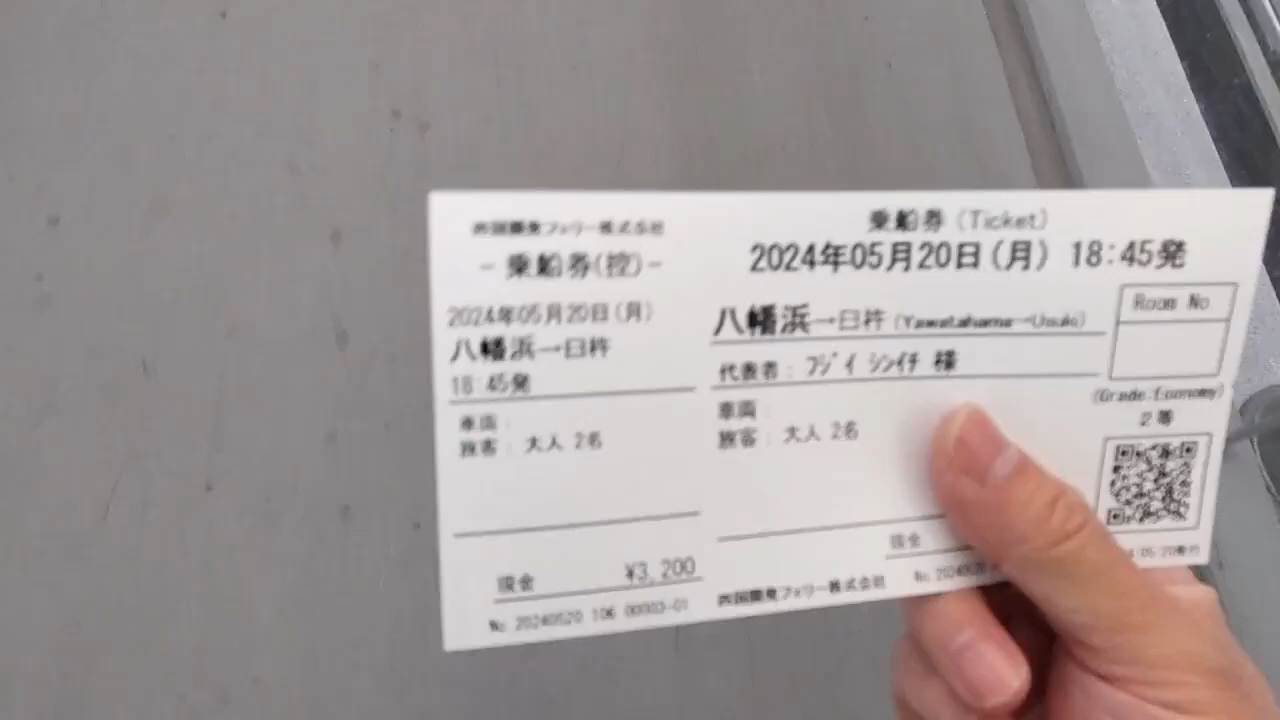 四国開発フェリー株式会社
- 乗船券(控) -
2024年05月20日(月)
八幡浜→臼杵
18:45発
車両:
旅客: 大人 2名
現金 ¥3,200
No 20240520 106 00003-01
乗船券 (Ticket)
2024年05月20日(月) 18:45発
八幡浜→臼杵 (Yawatahama→Usuki)
代表者: フジイ シンイチ 様
車両:
旅客: 大人 2名
現金
四国開発フェリー株式会社
Room No
(Grade:Economy)
2等